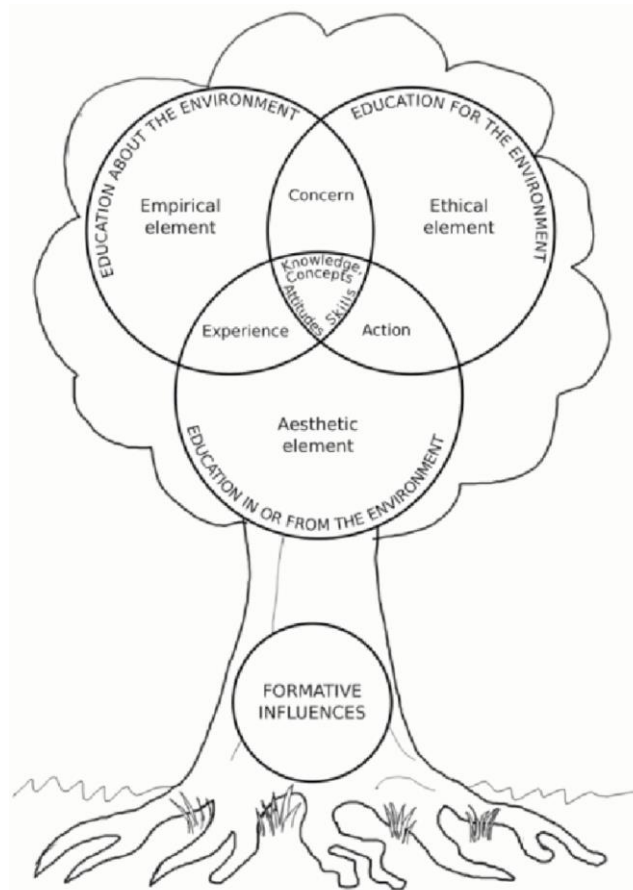 EDUCATION ABOUT THE ENVIRONMENT
EDUCATION FOR THE ENVIRONMENT
Empirical
element
Concern
Ethical
element
Knowledge,
Concepts
Attitudes
Skills
Experience
Action
Aesthetic
element
EDUCATION IN OR FROM THE ENVIRONMENT
FORMATIVE
INFLUENCES